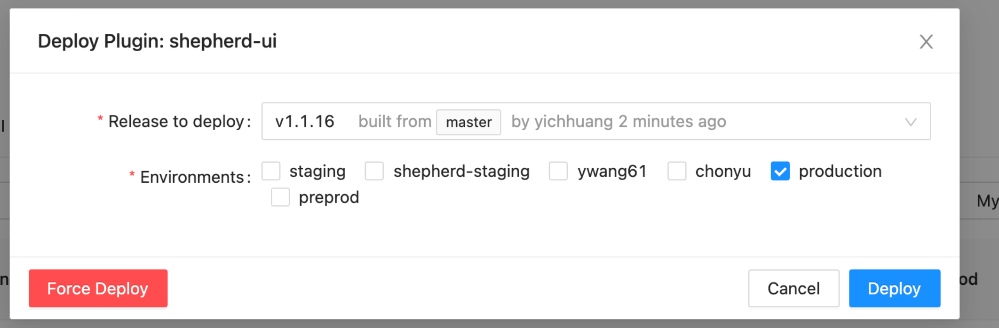 Deploy Plugin: shepherd-ui
* Release to deploy: v1.1.16 built from master by yichhuang 2 minutes ago
* Environments: staging shepherd-staging ywang61 chonyu production
preprod
My
Force Deploy Cancel Deploy
od